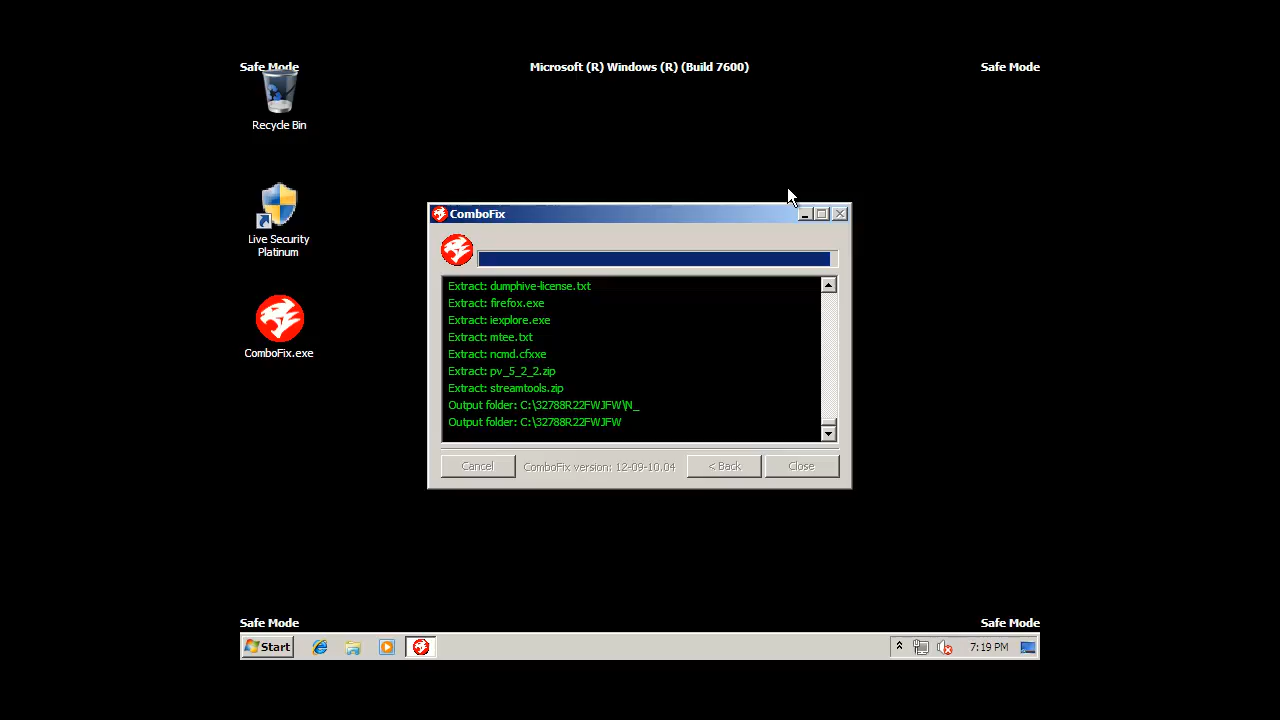 Safe Mode
Microsoft (R) Windows (R) (Build 7600)
Safe Mode
Recycle Bin
Live Security
Platinum
ComboFix.exe
ComboFix
Extract: dumphive-license.txt
Extract: firefox.exe
Extract: iexplore.exe
Extract: mtee.txt
Extract: ncmd.cfxxe
Extract: pv_5_2_2.zip
Extract: streamtools.zip
Output folder: C:\32788R22FWJFW\N_
Output folder: C:\32788R22FWJFW
Cancel
ComboFix version: 12-09-10.04
< Back
Close
Safe Mode
Safe Mode
Start
7:19 PM